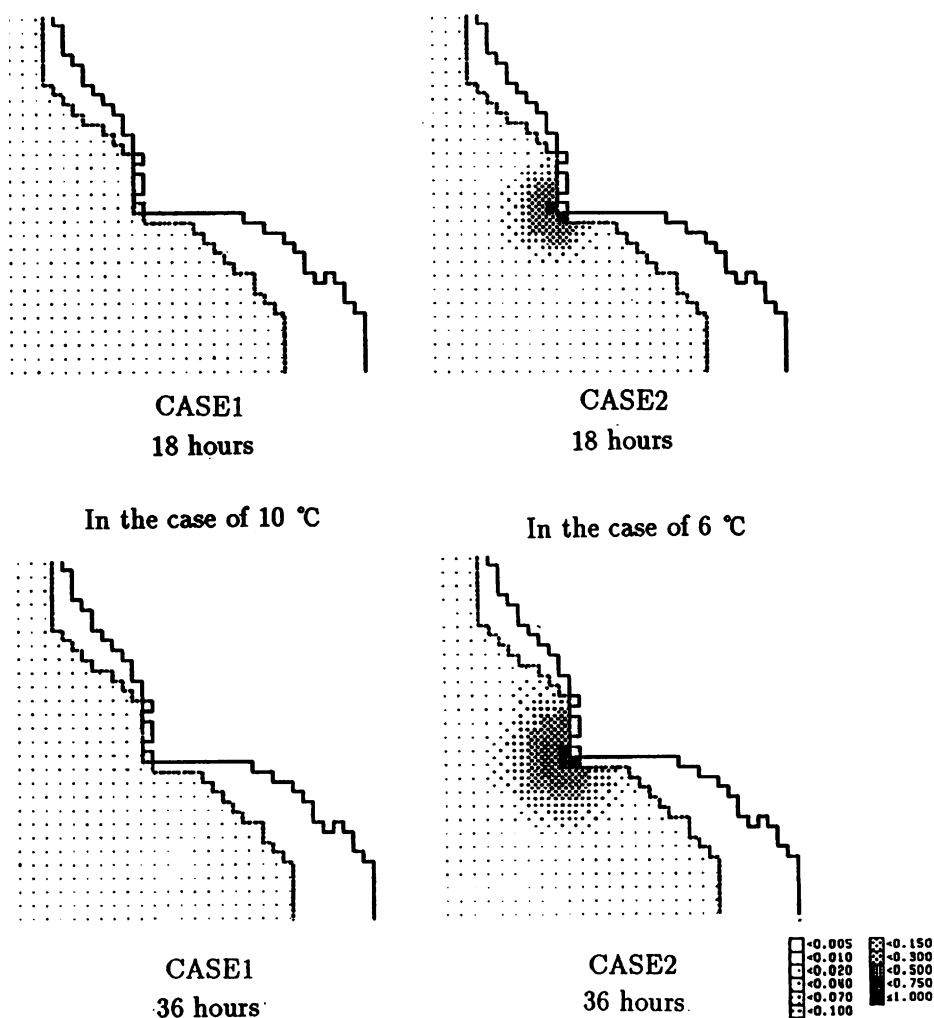 CASE1
18 hours
CASE2
18 hours
In the case of 10 ℃
In the case of 6 ℃
CASE1
36 hours
CASE2
36 hours
<0.005
<0.010
<0.020
<0.040
<0.070
<0.100
<0.150
<0.300
<0.500
<0.750
≤1.000